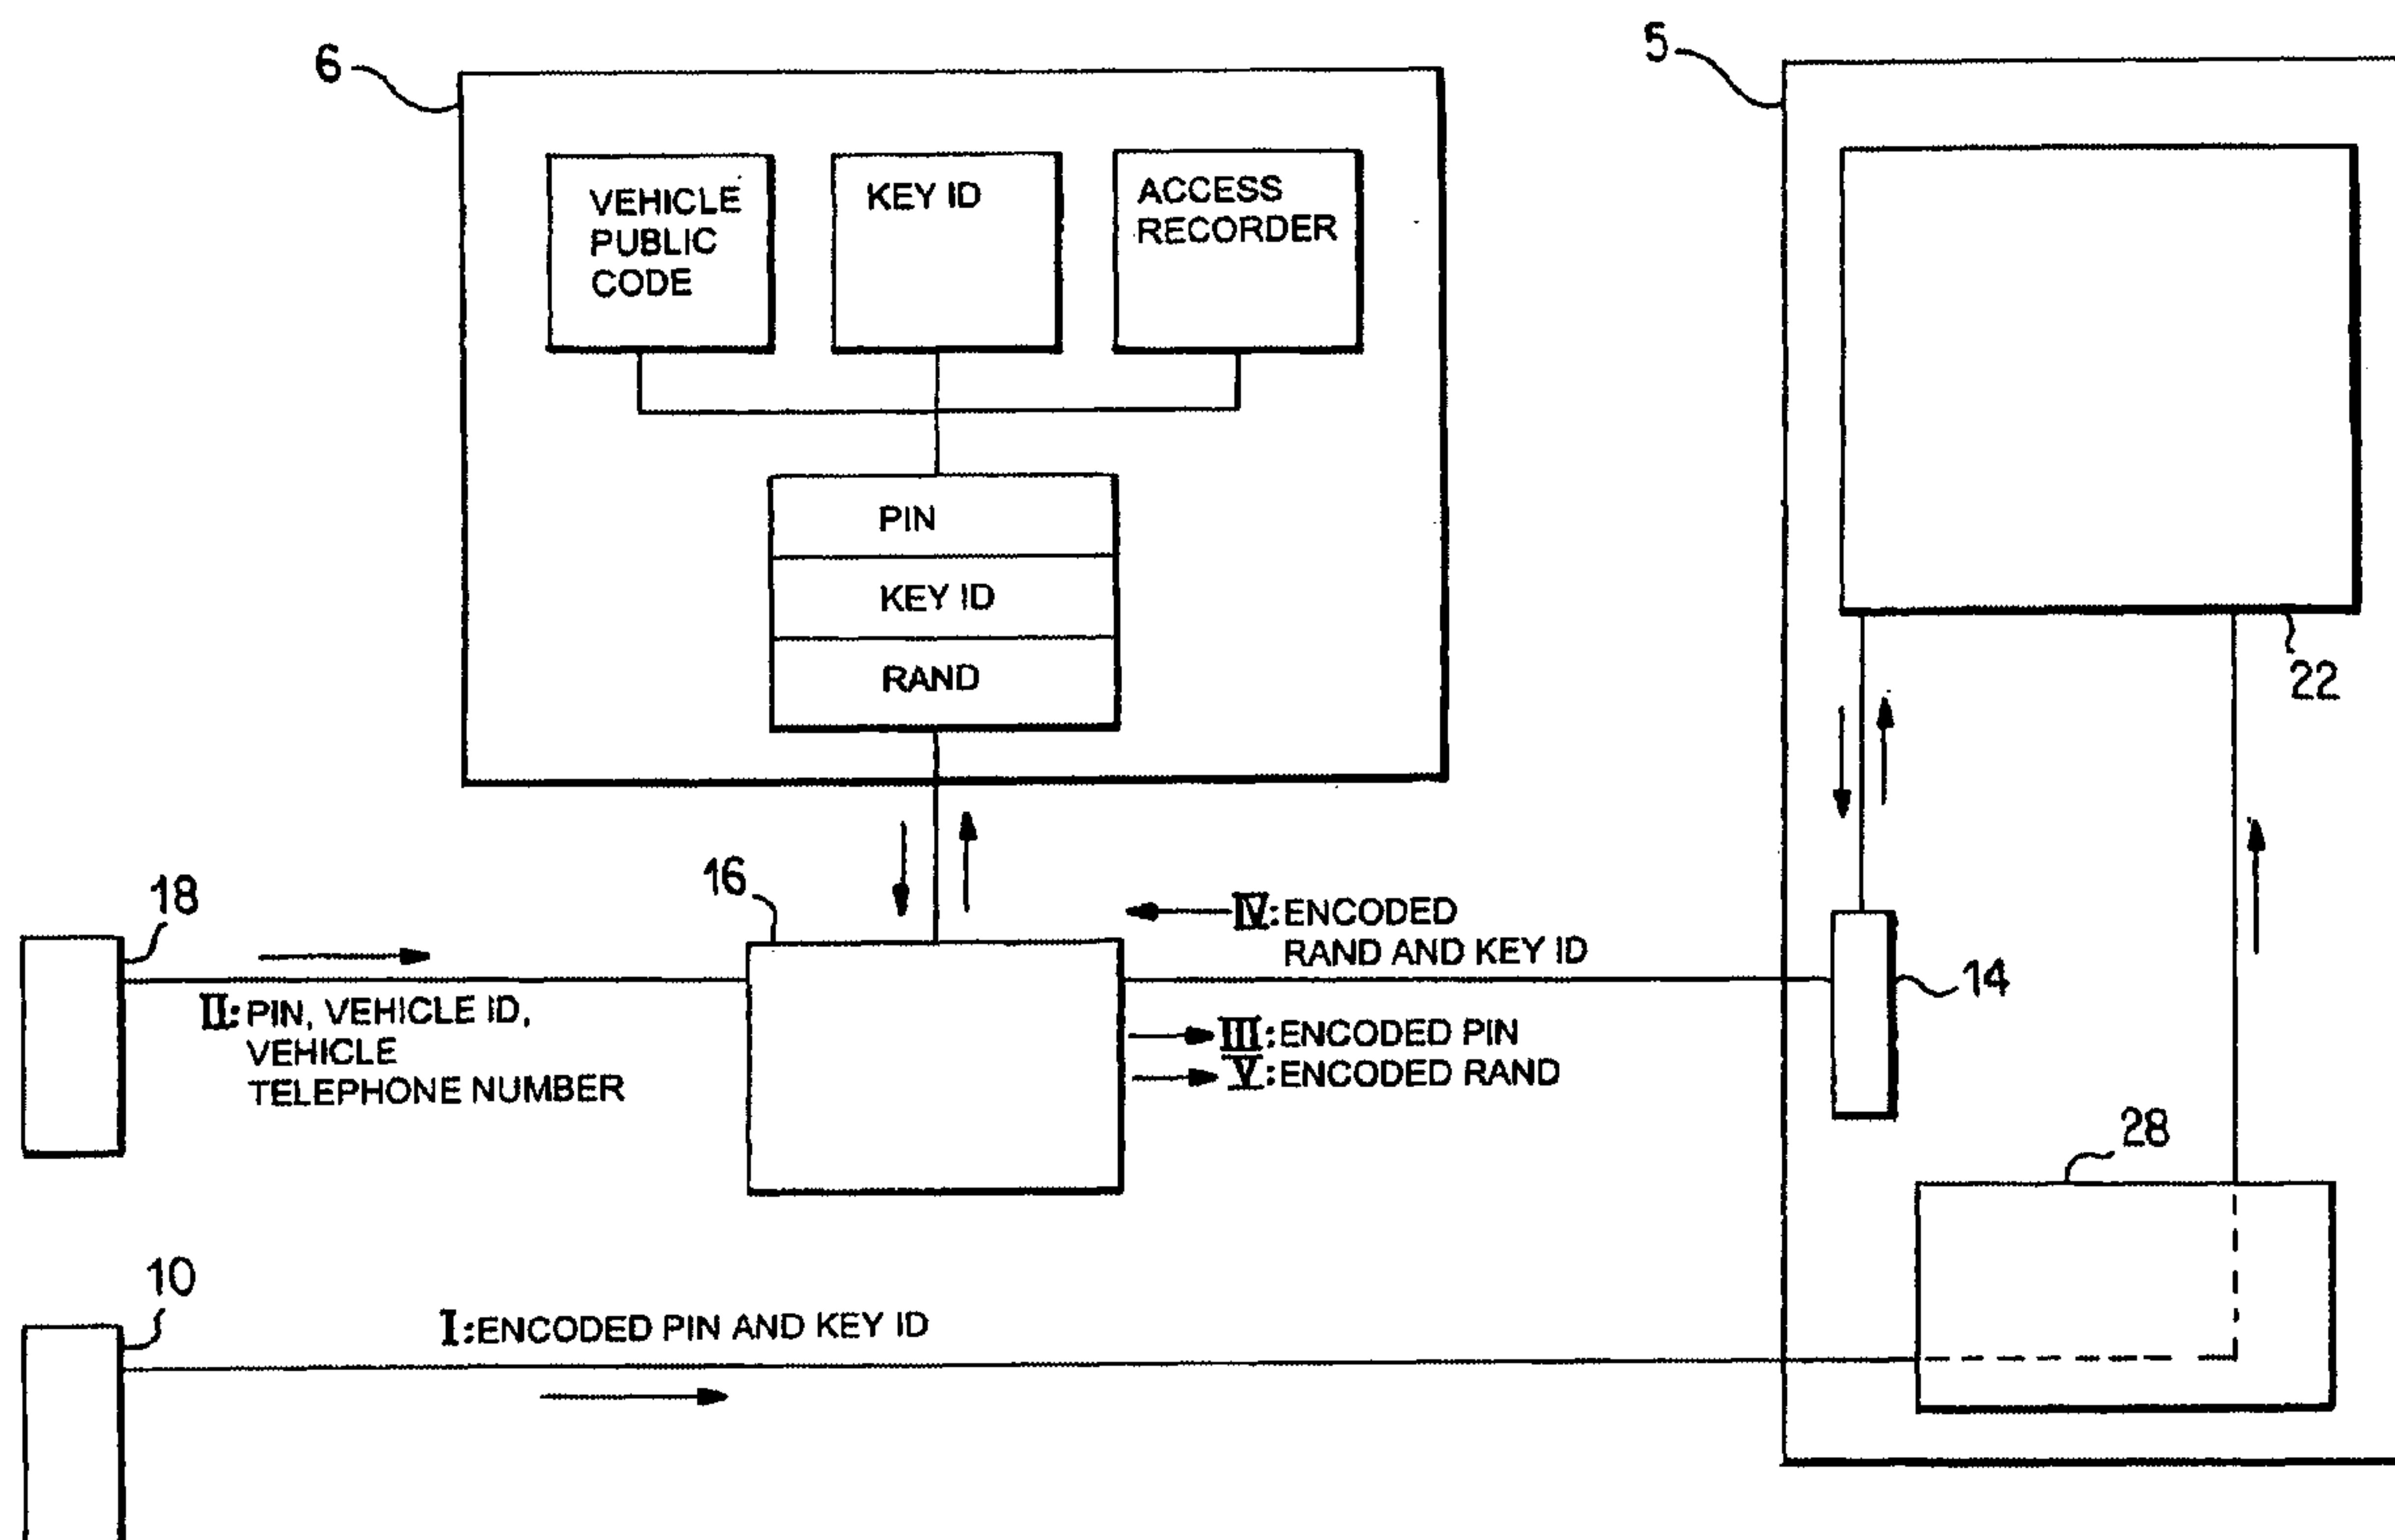 6
5
VEHICLE
PUBLIC
CODE
KEY ID
ACCESS
RECORDER
PIN
KEY ID
RAND
22
18
16
IV: ENCODED
RAND AND KEY ID
14
II: PIN, VEHICLE ID,
VEHICLE
TELEPHONE NUMBER
III: ENCODED PIN
V: ENCODED RAND
28
10
I: ENCODED PIN AND KEY ID